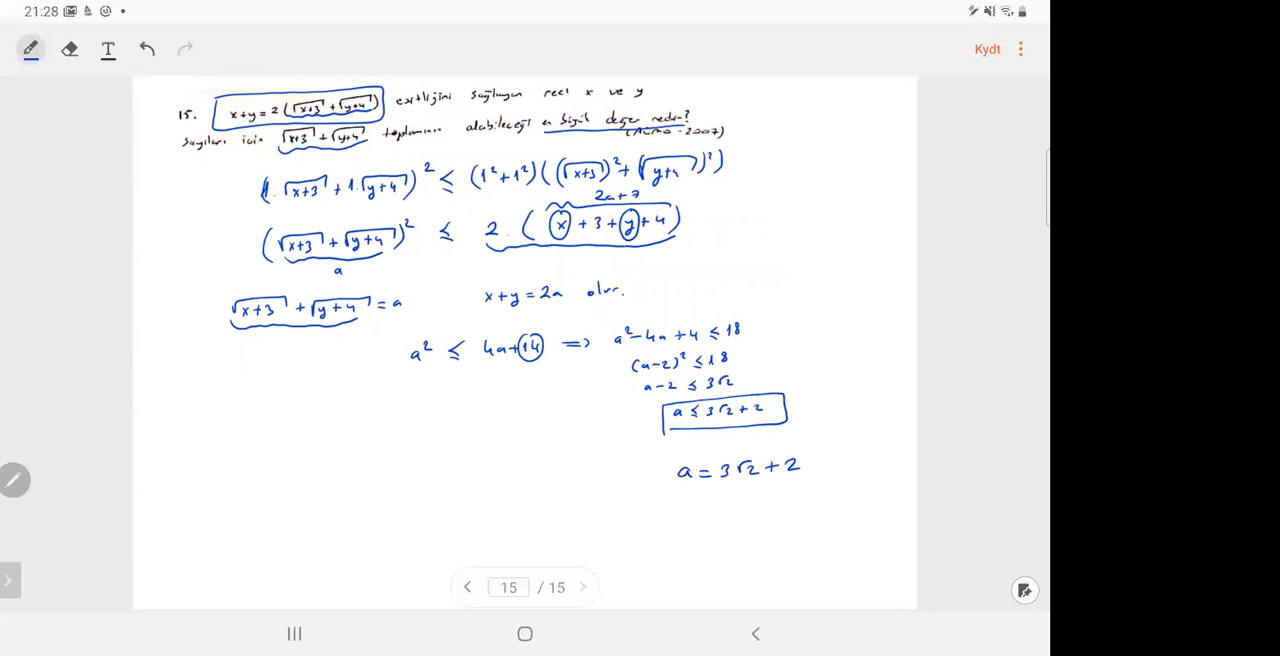 21:28
Kydt
15. x+y=2(√x+3 + √y+4) eşitliğini sağlayan reel x ve y
sayıları için √x+3 + √y+4 toplamının alabileceği en büyük değer nedir?
(AİMO-2007)
(1.√x+3 + 1.√y+4)² ≤ (1²+1²)((√x+3)²+(√y+4)²)
2a+7
(√x+3 + √y+4)² ≤ 2.(x+3+y+4)
a
√x+3 + √y+4 = a x+y=2a olur.
a² ≤ 4a+14 => a²-4a+4 ≤ 18
(a-2)² ≤ 18
a-2 ≤ 3√2
a ≤ 3√2+2
a = 3√2+2
15 / 15